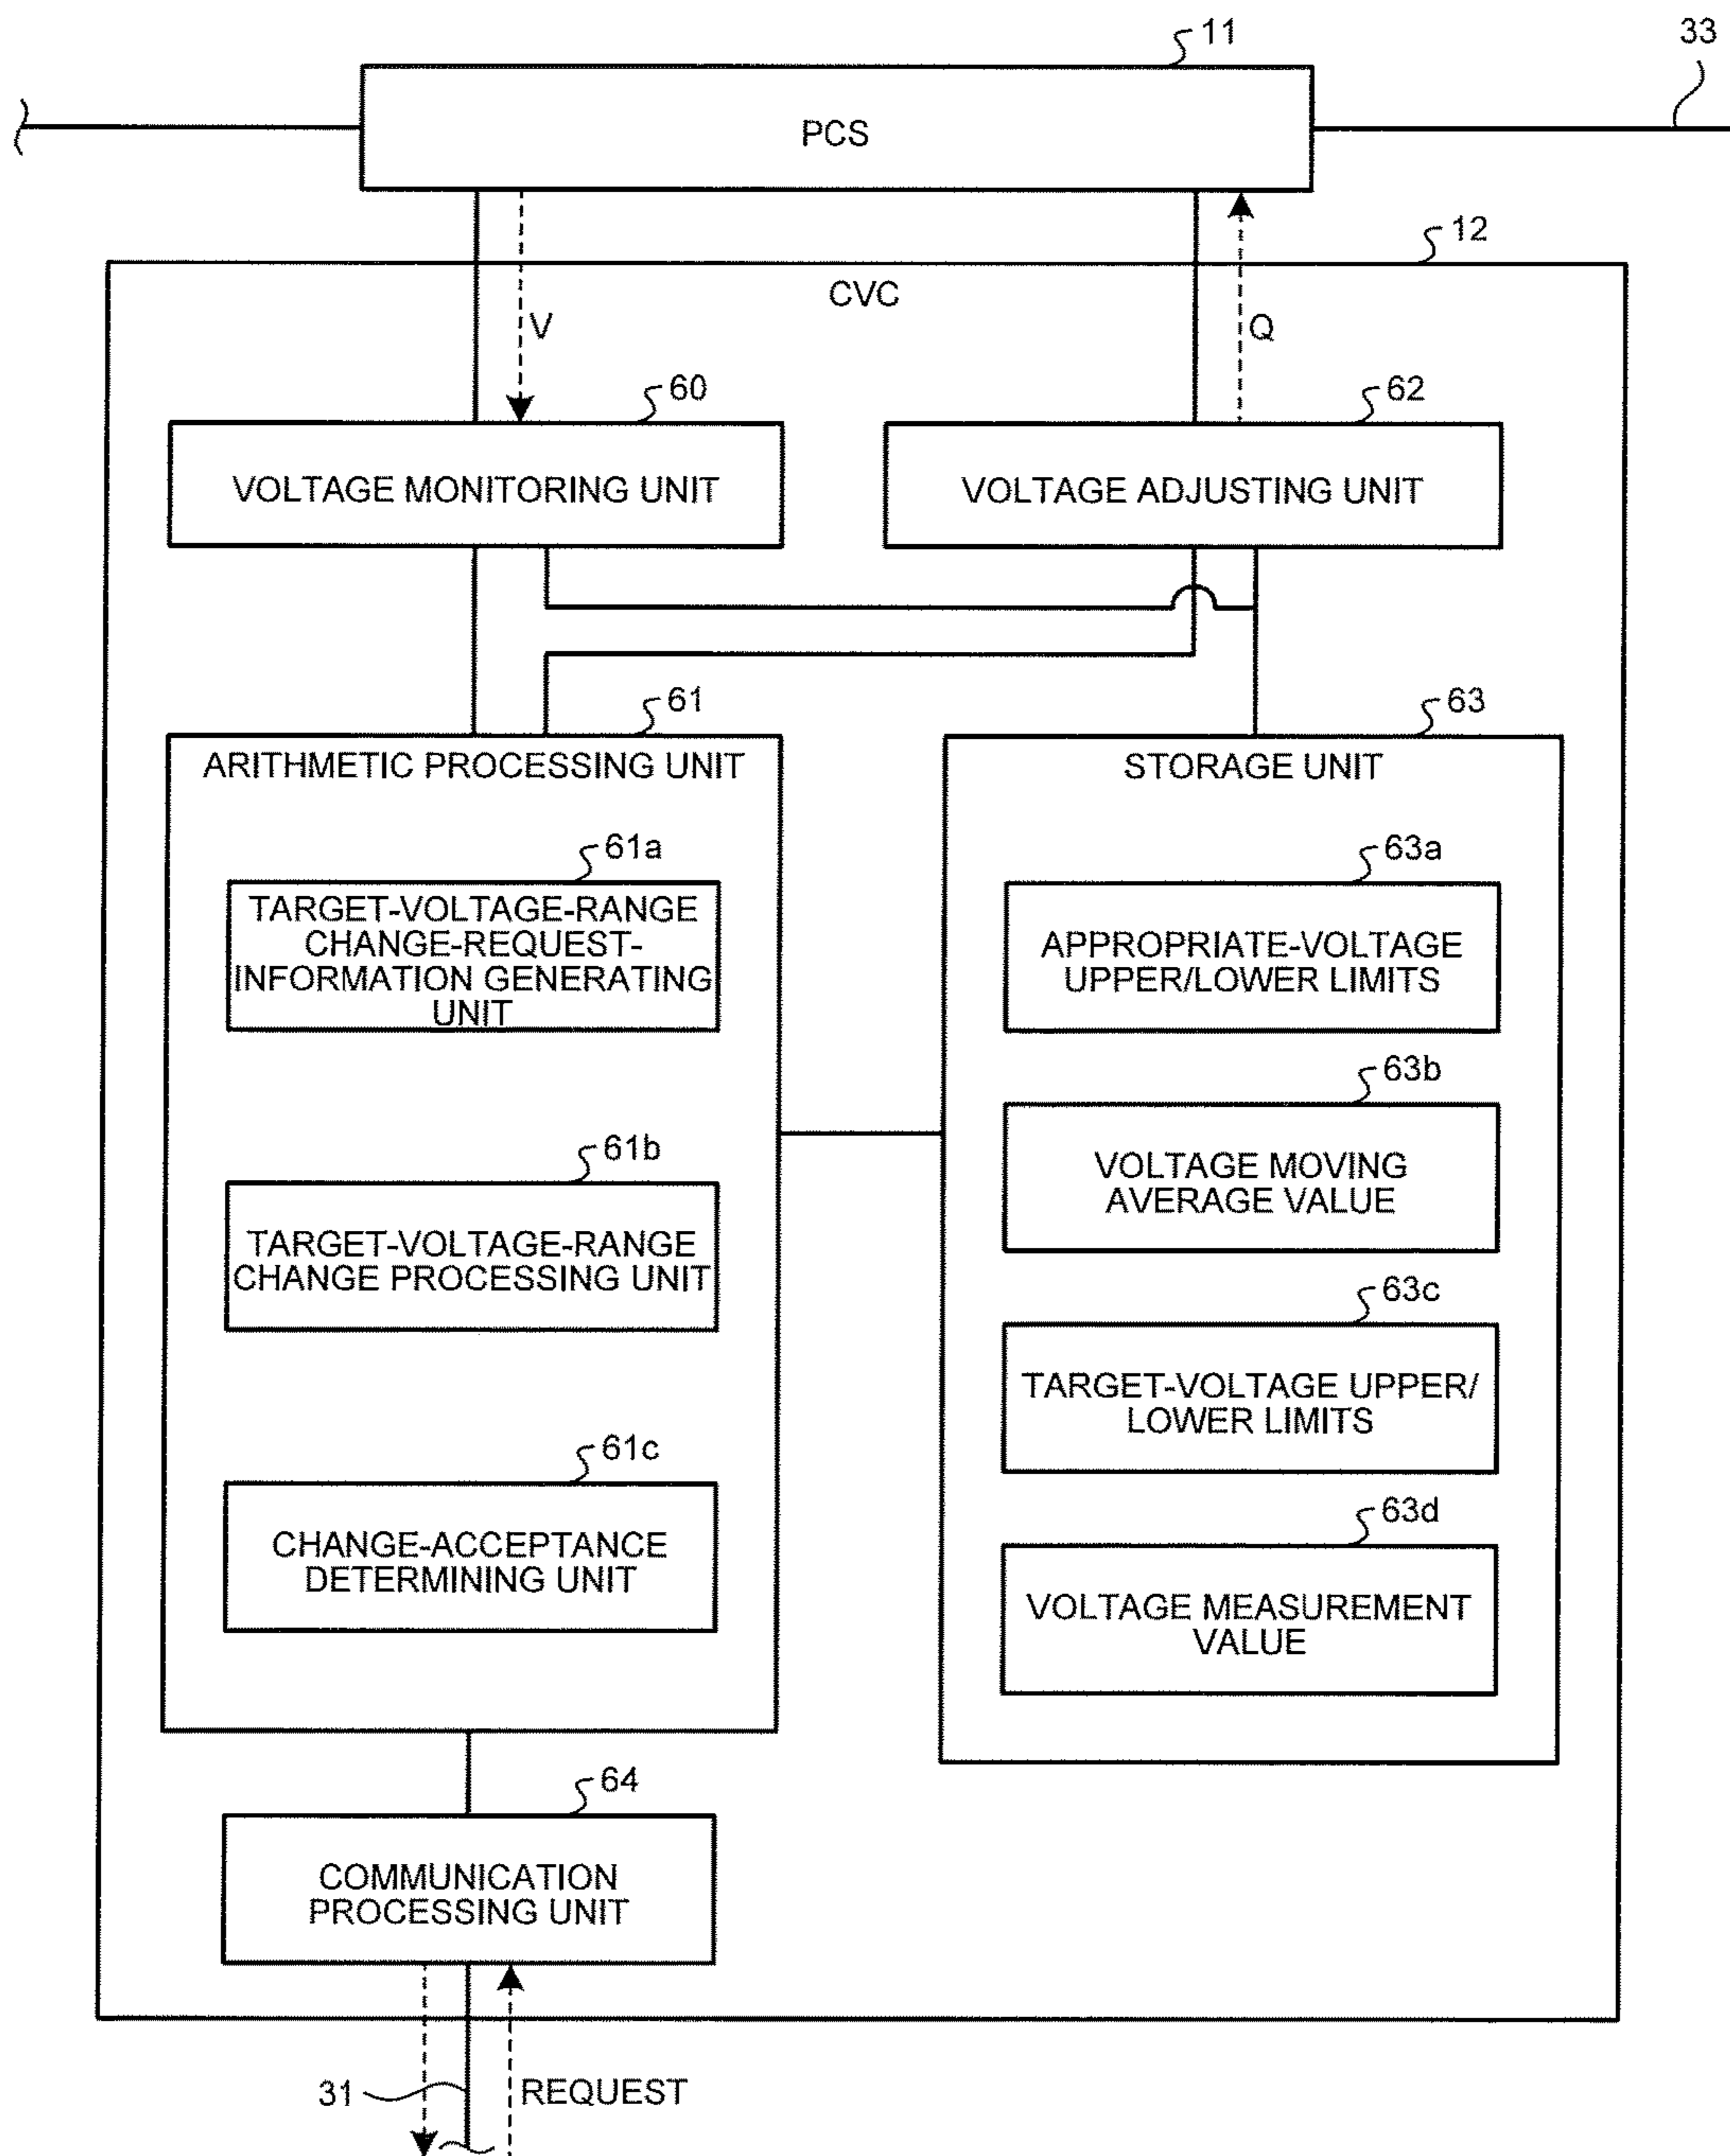 11
33
PCS
12
CVC
V
Q
60
62
VOLTAGE MONITORING UNIT
VOLTAGE ADJUSTING UNIT
61
63
ARITHMETIC PROCESSING UNIT
STORAGE UNIT
61a
TARGET-VOLTAGE-RANGE
CHANGE-REQUEST-
INFORMATION GENERATING
UNIT
63a
APPROPRIATE-VOLTAGE
UPPER/LOWER LIMITS
63b
VOLTAGE MOVING
AVERAGE VALUE
61b
TARGET-VOLTAGE-RANGE
CHANGE PROCESSING UNIT
63c
TARGET-VOLTAGE UPPER/
LOWER LIMITS
61c
CHANGE-ACCEPTANCE
DETERMINING UNIT
63d
VOLTAGE MEASUREMENT
VALUE
64
COMMUNICATION
PROCESSING UNIT
31
REQUEST